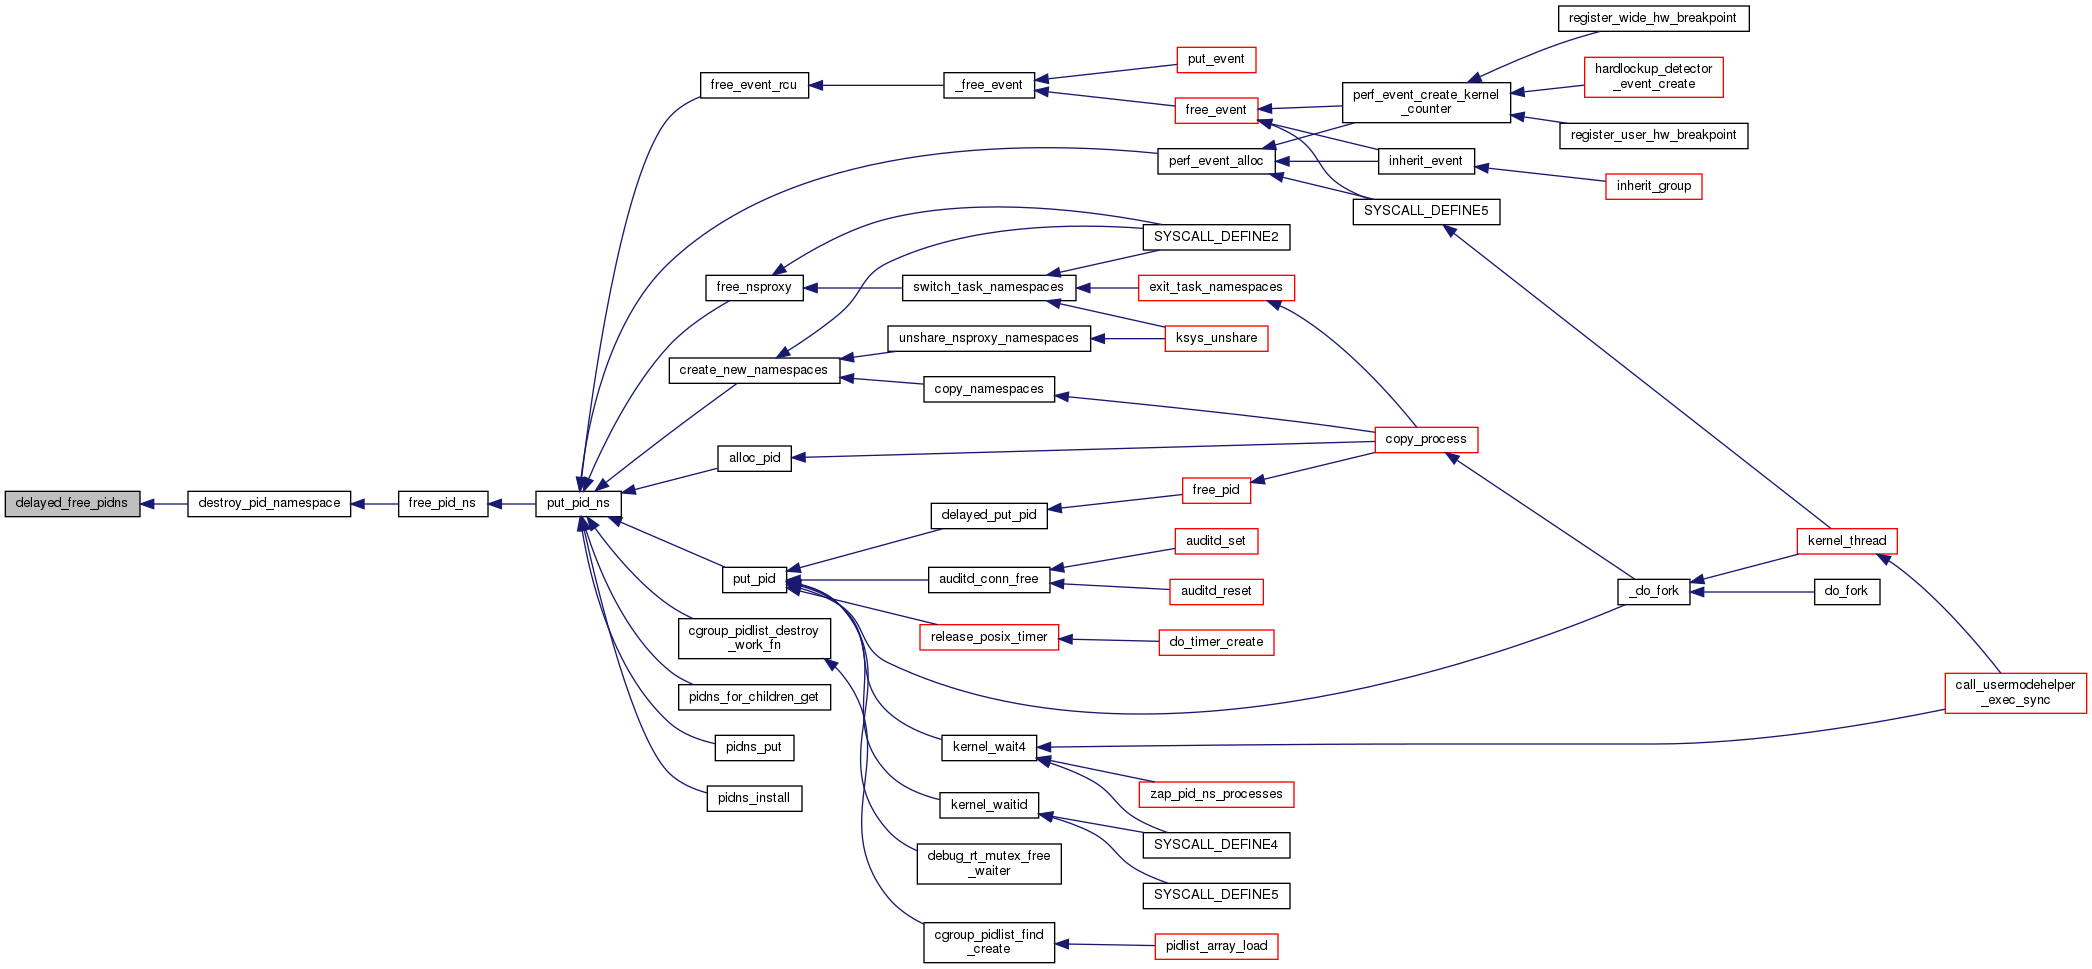 register_wide_hw_breakpoint
put_event
hardlockup_detector
_event_create
free_event_rcu
_free_event
perf_event_create_kernel
_counter
free_event
register_user_hw_breakpoint
perf_event_alloc
inherit_event
inherit_group
SYSCALL_DEFINE5
SYSCALL_DEFINE2
free_nsproxy
switch_task_namespaces
exit_task_namespaces
unshare_nsproxy_namespaces
ksys_unshare
create_new_namespaces
copy_namespaces
copy_process
alloc_pid
free_pid
delayed_free_pidns
destroy_pid_namespace
free_pid_ns
put_pid_ns
delayed_put_pid
auditd_set
kernel_thread
put_pid
auditd_conn_free
auditd_reset
_do_fork
do_fork
cgroup_pidlist_destroy
_work_fn
release_posix_timer
do_timer_create
pidns_for_children_get
call_usermodehelper
_exec_sync
pidns_put
kernel_wait4
zap_pid_ns_processes
pidns_install
kernel_waitid
SYSCALL_DEFINE4
debug_rt_mutex_free
_waiter
SYSCALL_DEFINE5
cgroup_pidlist_find
_create
pidlist_array_load